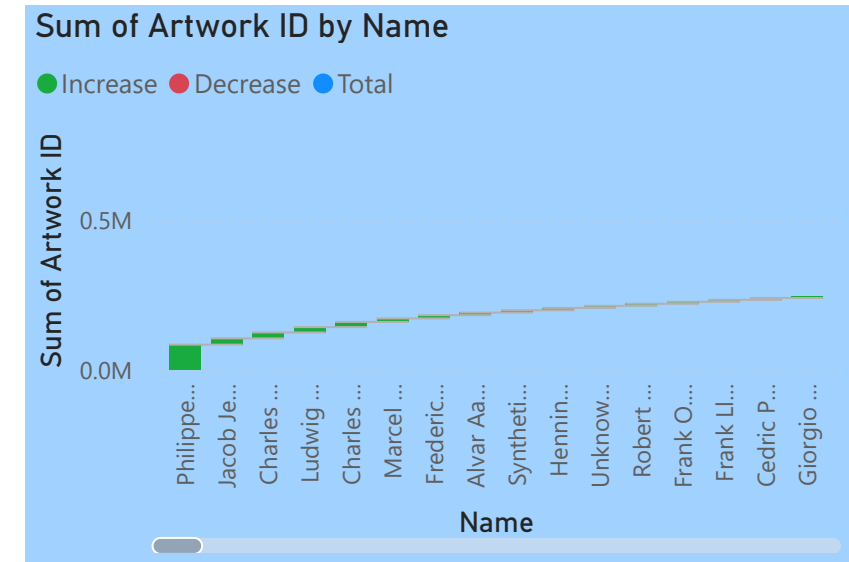 Sum of Artwork ID by Name
Increase Decrease Total
Sum of Artwork ID
0.5M
0.0M
Philippe...
Jacob Je...
Charles ...
Ludwig ...
Charles ...
Marcel ...
Frederic...
Alvar Aa...
Syntheti...
Hennin...
Unknow...
Robert ...
Frank O....
Frank Ll...
Cedric P...
Giorgio ...
Name